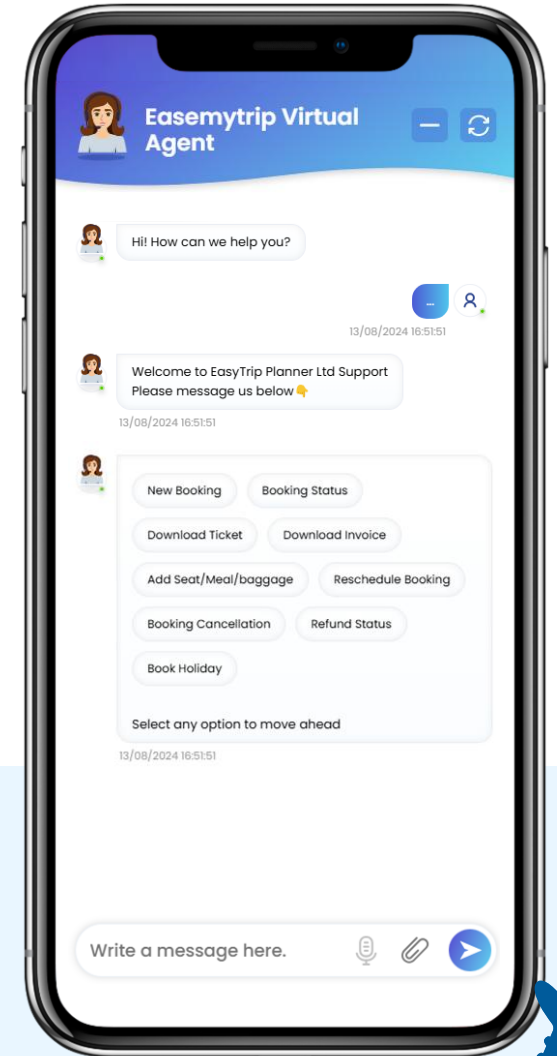 Easemytrip Virtual
Agent
Hi! How can we help you?
...
13/08/2024 16:51:51
Welcome to EasyTrip Planner Ltd Support
Please message us below👇
13/08/2024 16:51:51
New Booking Booking Status
Download Ticket Download Invoice
Add Seat/Meal/baggage Reschedule Booking
Booking Cancellation Refund Status
Book Holiday
Select any option to move ahead
13/08/2024 16:51:51
Write a message here.